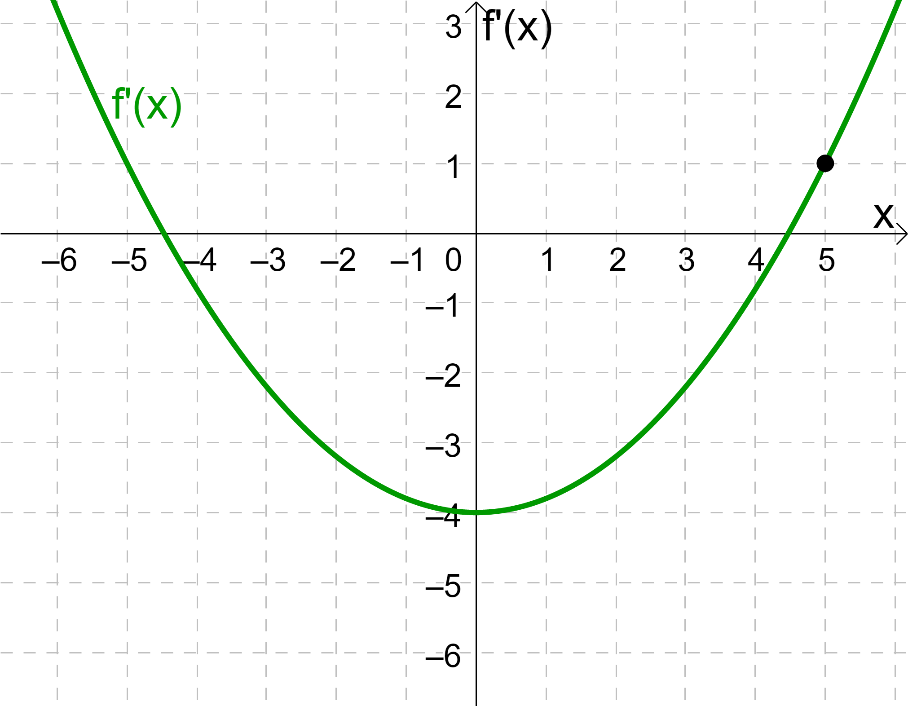 3
f'(x)
2
f'(x)
1
x
–6 –5 –4 –3 –2 –1 0 1 2 3 4 5
–1
–2
–3
–4
–5
–6